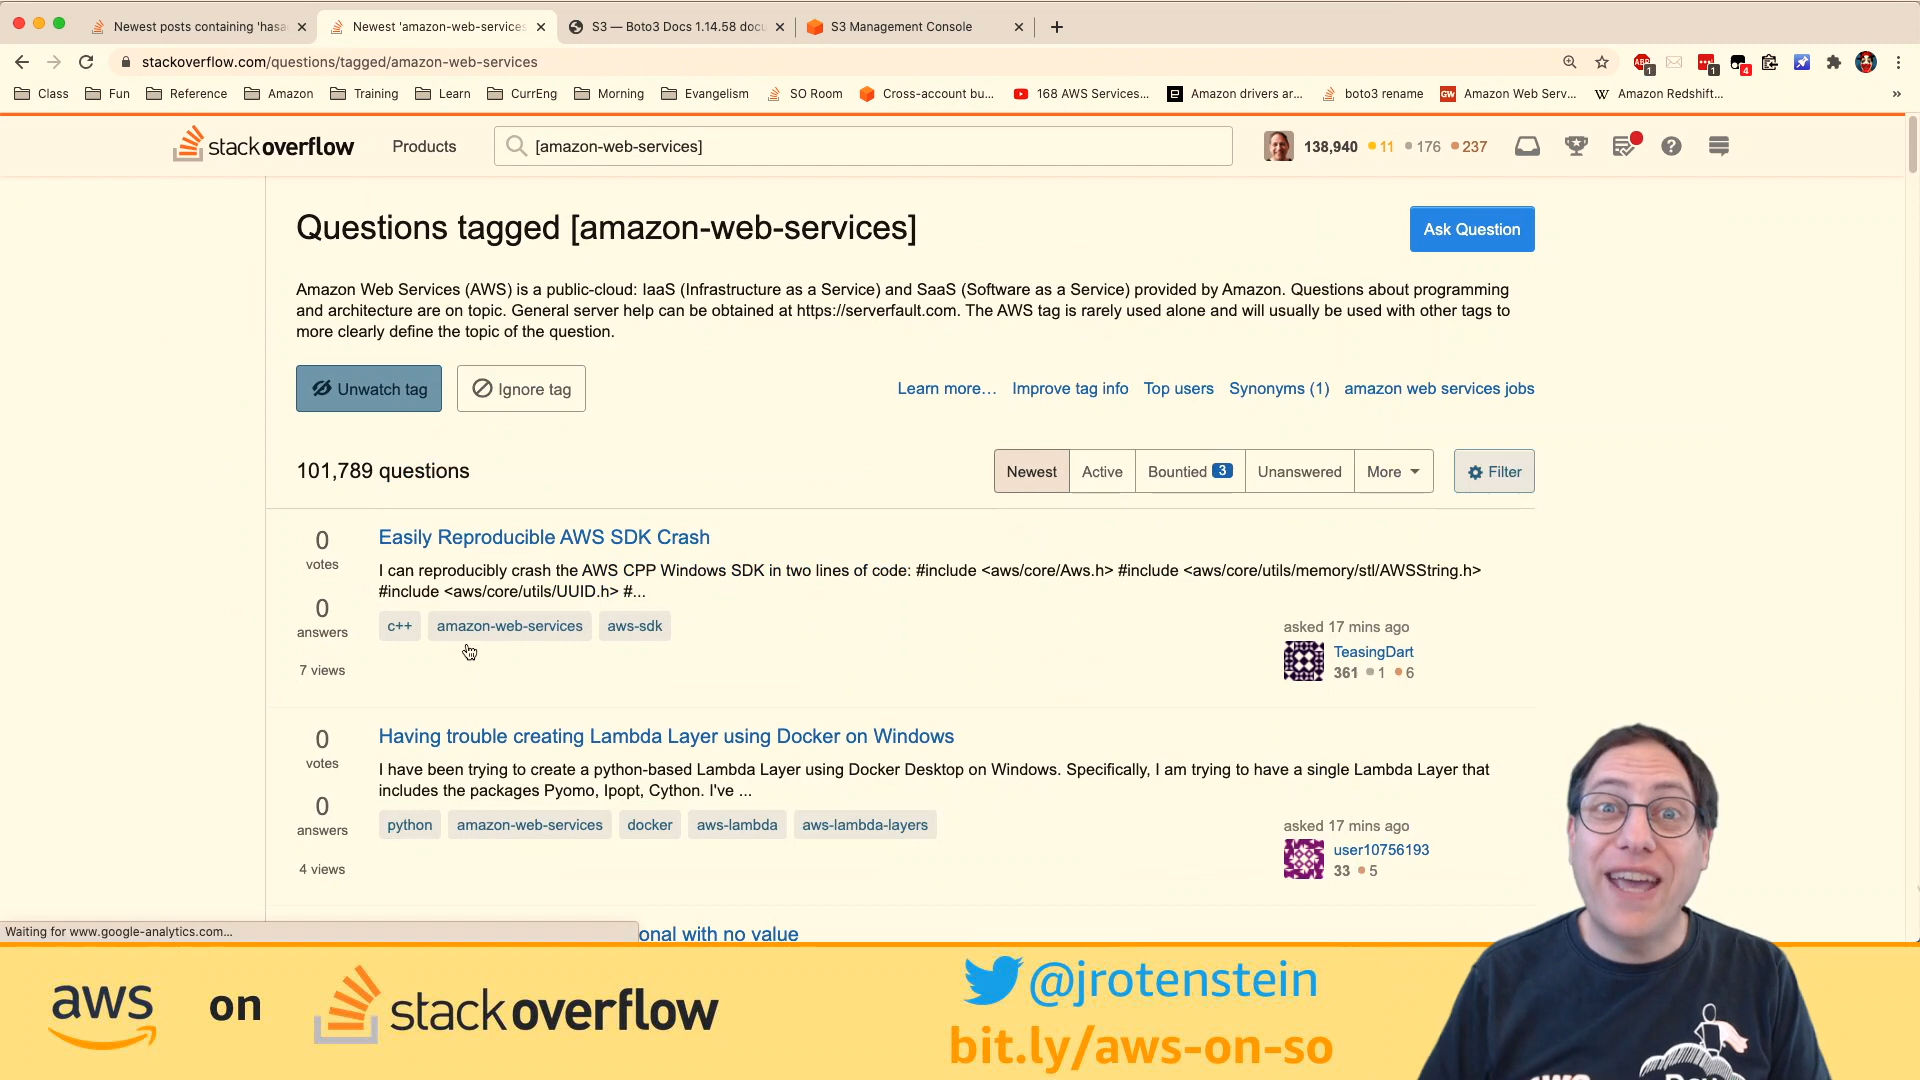 Newest posts containing 'hasa
Newest 'amazon-web-services
S3 — Boto3 Docs 1.14.58 docu
S3 Management Console
stackoverflow.com/questions/tagged/amazon-web-services
ABP 1
1
4
Class
Fun
Reference
Amazon
Training
Learn
CurrEng
Morning
Evangelism
SO Room
Cross-account bu...
168 AWS Services...
Amazon drivers ar...
boto3 rename
GW Amazon Web Serv...
W Amazon Redshift...
»
stackoverflow
Products
[amazon-web-services]
138,940 11 176 237
Questions tagged [amazon-web-services]
Ask Question
Amazon Web Services (AWS) is a public-cloud: IaaS (Infrastructure as a Service) and SaaS (Software as a Service) provided by Amazon. Questions about programming
and architecture are on topic. General server help can be obtained at https://serverfault.com. The AWS tag is rarely used alone and will usually be used with other tags to
more clearly define the topic of the question.
Unwatch tag
Ignore tag
Learn more…
Improve tag info
Top users
Synonyms (1)
amazon web services jobs
101,789 questions
Newest
Active
Bountied 3
Unanswered
More
Filter
0
votes
0
answers
7 views
Easily Reproducible AWS SDK Crash
I can reproducibly crash the AWS CPP Windows SDK in two lines of code: #include <aws/core/Aws.h> #include <aws/core/utils/memory/stl/AWSString.h>
#include <aws/core/utils/UUID.h> #...
c++ amazon-web-services aws-sdk
asked 17 mins ago
TeasingDart
361 1 6
0
votes
0
answers
4 views
Having trouble creating Lambda Layer using Docker on Windows
I have been trying to create a python-based Lambda Layer using Docker Desktop on Windows. Specifically, I am trying to have a single Lambda Layer that
includes the packages Pyomo, Ipopt, Cython. I've ...
python amazon-web-services docker aws-lambda aws-lambda-layers
asked 17 mins ago
user10756193
33 5
onal with no value
Waiting for www.google-analytics.com...
aws on stackoverflow
@jrotenstein
bit.ly/aws-on-so